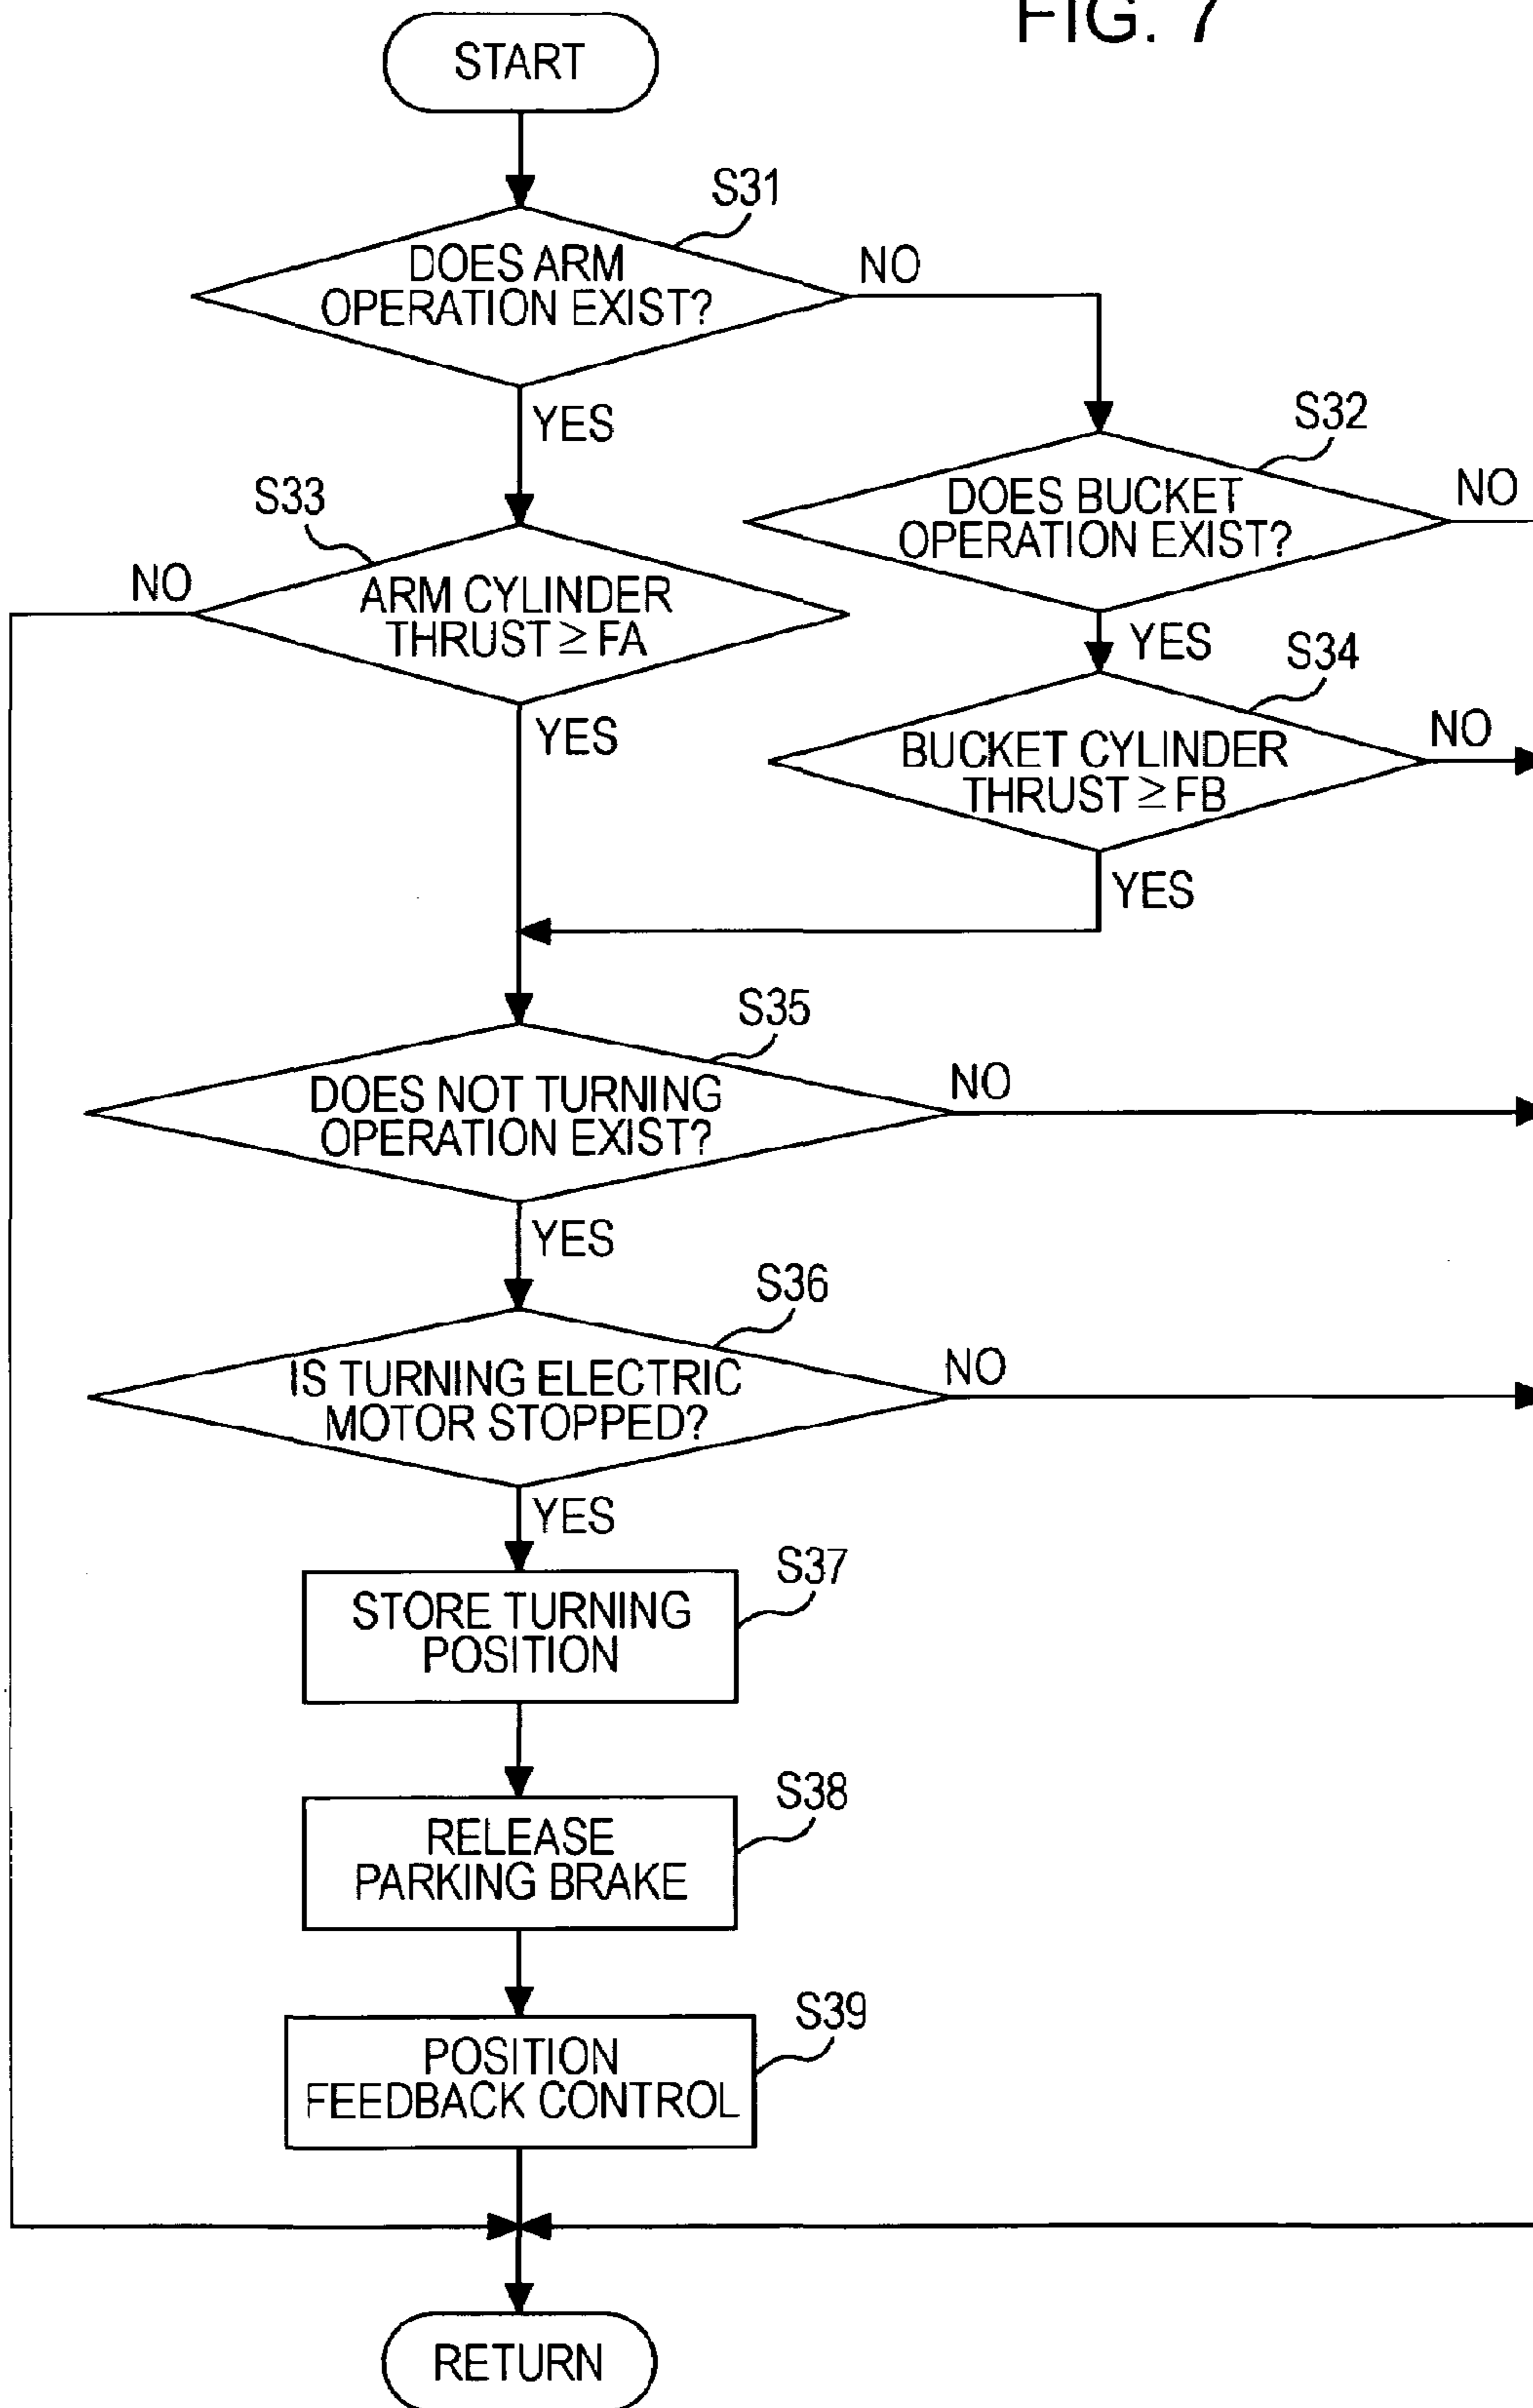 FIG. 7
START
S31
DOES ARM
OPERATION EXIST?
NO
YES
S32
DOES BUCKET
OPERATION EXIST?
NO
YES
S33
ARM CYLINDER
THRUST ≥ FA
NO
YES
S34
BUCKET CYLINDER
THRUST ≥ FB
NO
YES
S35
DOES NOT TURNING
OPERATION EXIST?
NO
YES
S36
IS TURNING ELECTRIC
MOTOR STOPPED?
NO
YES
S37
STORE TURNING
POSITION
S38
RELEASE
PARKING BRAKE
S39
POSITION
FEEDBACK CONTROL
RETURN